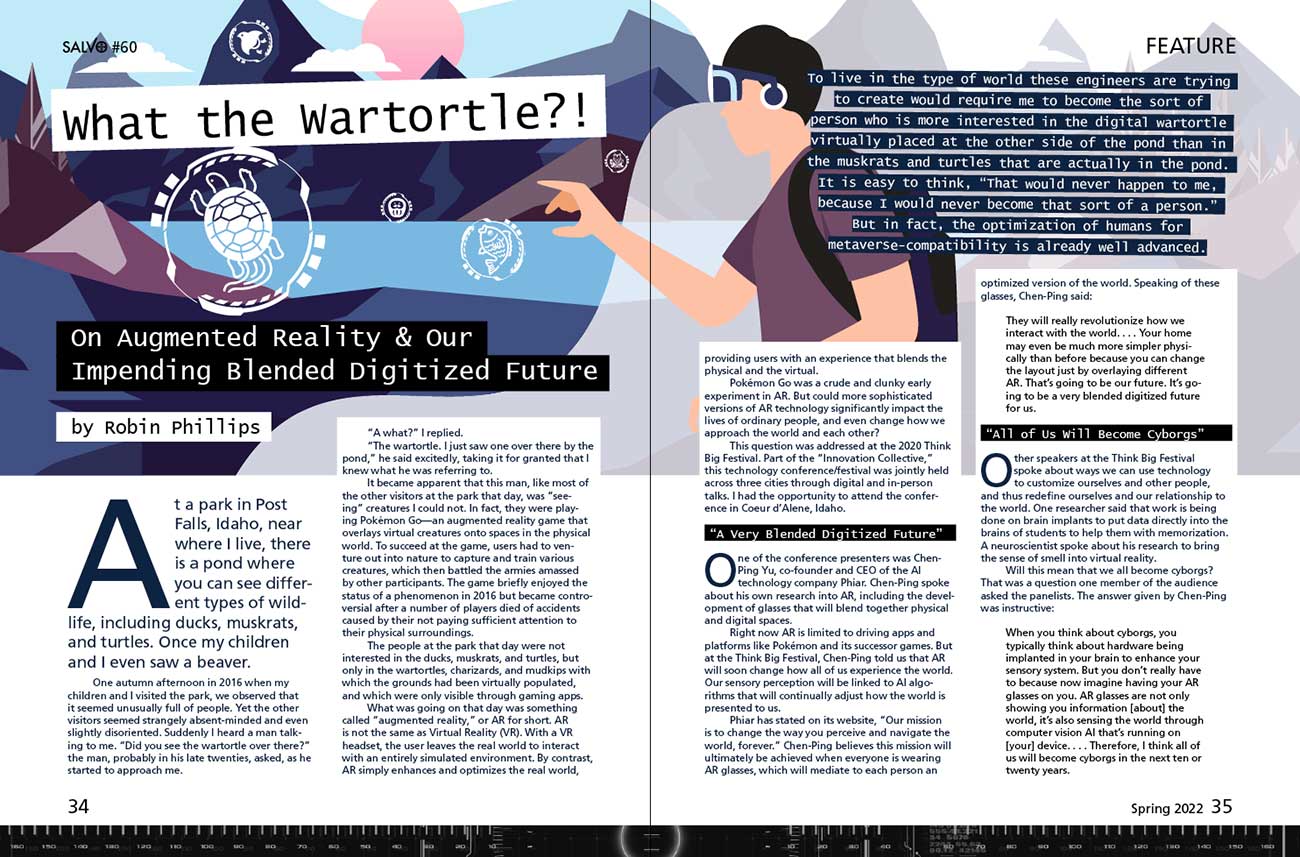 SALVO #60
What the Wartortle?!
On Augmented Reality & Our
Impending Blended Digitized Future
by Robin Phillips
At a park in Post
Falls, Idaho, near
where I live, there
is a pond where
you can see differ-
ent types of wild-
life, including ducks, muskrats,
and turtles. Once my children
and I even saw a beaver.
One autumn afternoon in 2016 when my
children and I visited the park, we observed that
it seemed unusually full of people. Yet the other
visitors seemed strangely absent-minded and even
slightly disoriented. Suddenly I heard a man talk-
ing to me. “Did you see the wartortle over there?”
the man, probably in his late twenties, asked, as he
started to approach me.
“A what?” I replied.
“The wartortle. I just saw one over there by the
pond,” he said excitedly, taking it for granted that I
knew what he was referring to.
It became apparent that this man, like most of
the other visitors at the park that day, was “see-
ing” creatures I could not. In fact, they were play-
ing Pokémon Go—an augmented reality game that
overlays virtual creatures onto spaces in the physical
world. To succeed at the game, users had to ven-
ture out into nature to capture and train various
creatures, which then battled the armies amassed
by other participants. The game briefly enjoyed the
status of a phenomenon in 2016 but became contro-
versial after a number of players died of accidents
caused by their not paying sufficient attention to
their physical surroundings.
The people at the park that day were not
interested in the ducks, muskrats, and turtles, but
only in the wartortles, charizards, and mudkips with
which the grounds had been virtually populated,
and which were only visible through gaming apps.
What was going on that day was something
called “augmented reality,” or AR for short. AR
is not the same as Virtual Reality (VR). With a VR
headset, the user leaves the real world to interact
with an entirely simulated environment. By contrast,
AR simply enhances and optimizes the real world,
34
FEATURE
To live in the type of world these engineers are trying
to create would require me to become the sort of
person who is more interested in the digital wartortle
virtually placed at the other side of the pond than in
the muskrats and turtles that are actually in the pond.
It is easy to think, “That would never happen to me,
because I would never become that sort of a person.”
But in fact, the optimization of humans for
metaverse-compatibility is already well advanced.
providing users with an experience that blends the
physical and the virtual.
Pokémon Go was a crude and clunky early
experiment in AR. But could more sophisticated
versions of AR technology significantly impact the
lives of ordinary people, and even change how we
approach the world and each other?
This question was addressed at the 2020 Think
Big Festival. Part of the “Innovation Collective,”
this technology conference/festival was jointly held
across three cities through digital and in-person
talks. I had the opportunity to attend the confer-
ence in Coeur d’Alene, Idaho.
“A Very Blended Digitized Future”
One of the conference presenters was Chen-
Ping Yu, co-founder and CEO of the AI
technology company Phiar. Chen-Ping spoke
about his own research into AR, including the devel-
opment of glasses that will blend together physical
and digital spaces.
Right now AR is limited to driving apps and
platforms like Pokémon and its successor games. But
at the Think Big Festival, Chen-Ping told us that AR
will soon change how all of us experience the world.
Our sensory perception will be linked to AI algo-
rithms that will continually adjust how the world is
presented to us.
Phiar has stated on its website, “Our mission
is to change the way you perceive and navigate the
world, forever.” Chen-Ping believes this mission will
ultimately be achieved when everyone is wearing
AR glasses, which will mediate to each person an
optimized version of the world. Speaking of these
glasses, Chen-Ping said:
They will really revolutionize how we
interact with the world. . . . Your home
may even be much more simpler physi-
cally than before because you can change
the layout just by overlaying different
AR. That’s going to be our future. It’s go-
ing to be a very blended digitized future
for us.
“All of Us Will Become Cyborgs”
Other speakers at the Think Big Festival
spoke about ways we can use technology
to customize ourselves and other people,
and thus redefine ourselves and our relationship to
the world. One researcher said that work is being
done on brain implants to put data directly into the
brains of students to help them with memorization.
A neuroscientist spoke about his research to bring
the sense of smell into virtual reality.
Will this mean that we all become cyborgs?
That was a question one member of the audience
asked the panelists. The answer given by Chen-Ping
was instructive:
When you think about cyborgs, you
typically think about hardware being
implanted in your brain to enhance your
sensory system. But you don’t really have
to because now imagine having your AR
glasses on you. AR glasses are not only
showing you information [about] the
world, it’s also sensing the world through
computer vision AI that’s running on
[your] device. . . . Therefore, I think all of
us will become cyborgs in the next ten or
twenty years.
Spring 2022 35